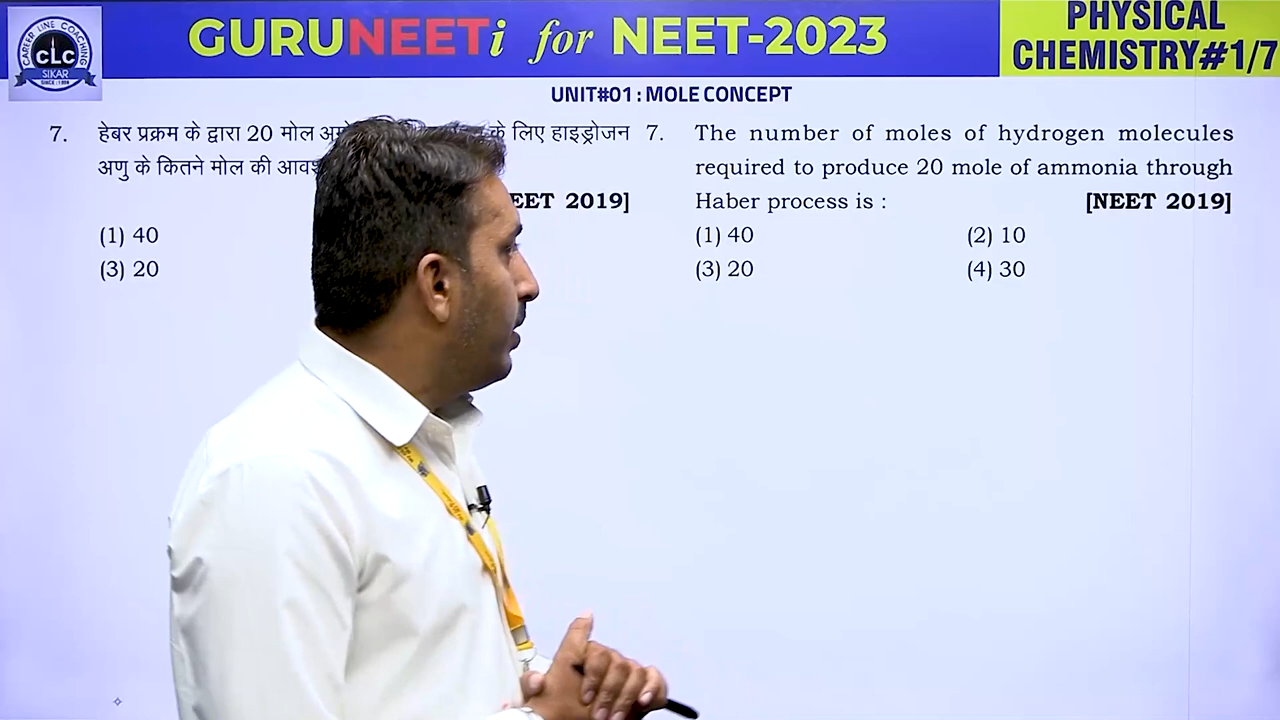 CAREER LINE COACHING
CLC
SIKAR
SINCE : 1996
GURUNEETi for NEET-2023
PHYSICAL
CHEMISTRY#1/7
UNIT#01 : MOLE CONCEPT
7. हेबर प्रक्रम के द्वारा 20 मोल के लिए हाइड्रोजन
अणु के कितने मोल की
2019]
(1) 40
(3) 20
7. The number of moles of hydrogen molecules
required to produce 20 mole of ammonia through
Haber process is : [NEET 2019]
(1) 40 (2) 10
(3) 20 (4) 30